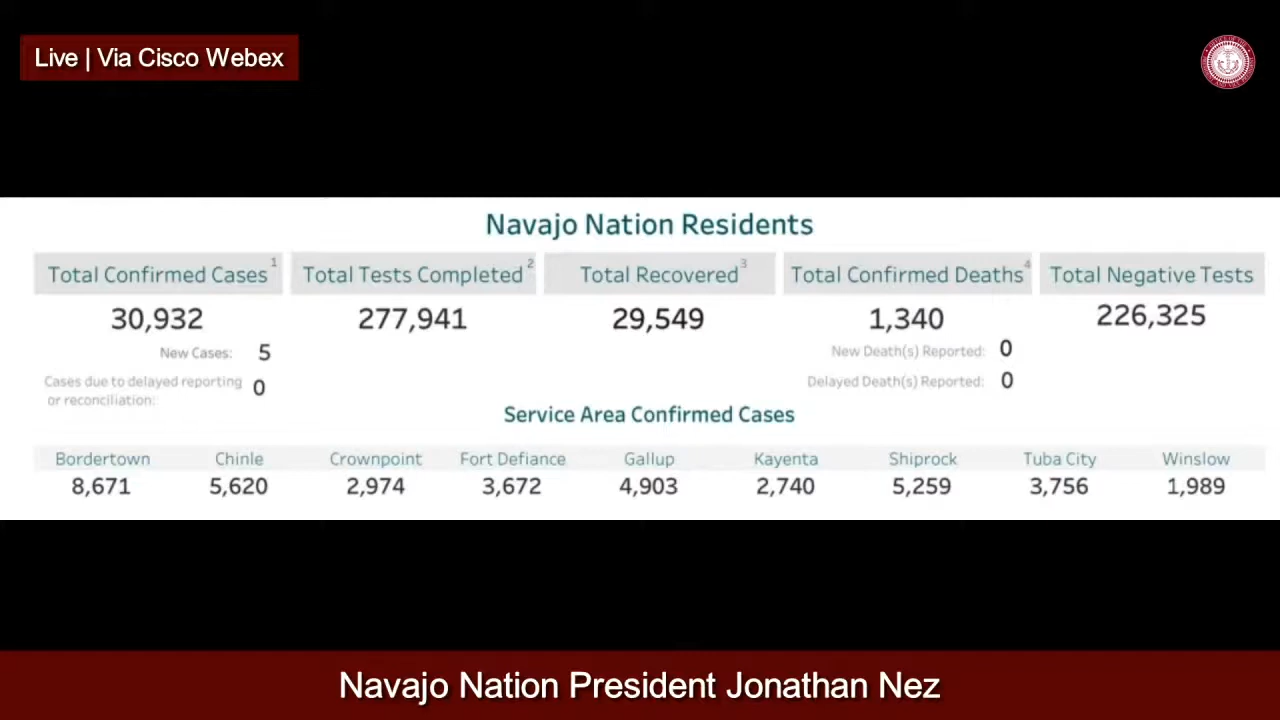 Live | Via Cisco Webex
Navajo Nation Residents
Total Confirmed Cases 1
Total Tests Completed 2
Total Recovered 3
Total Confirmed Deaths 4
Total Negative Tests
30,932
277,941
29,549
1,340
226,325
New Cases: 5
New Death(s) Reported: 0
Cases due to delayed reporting
or reconciliation: 0
Delayed Death(s) Reported: 0
Service Area Confirmed Cases
Bordertown Chinle Crownpoint Fort Defiance Gallup Kayenta Shiprock Tuba City Winslow
8,671 5,620 2,974 3,672 4,903 2,740 5,259 3,756 1,989
Navajo Nation President Jonathan Nez